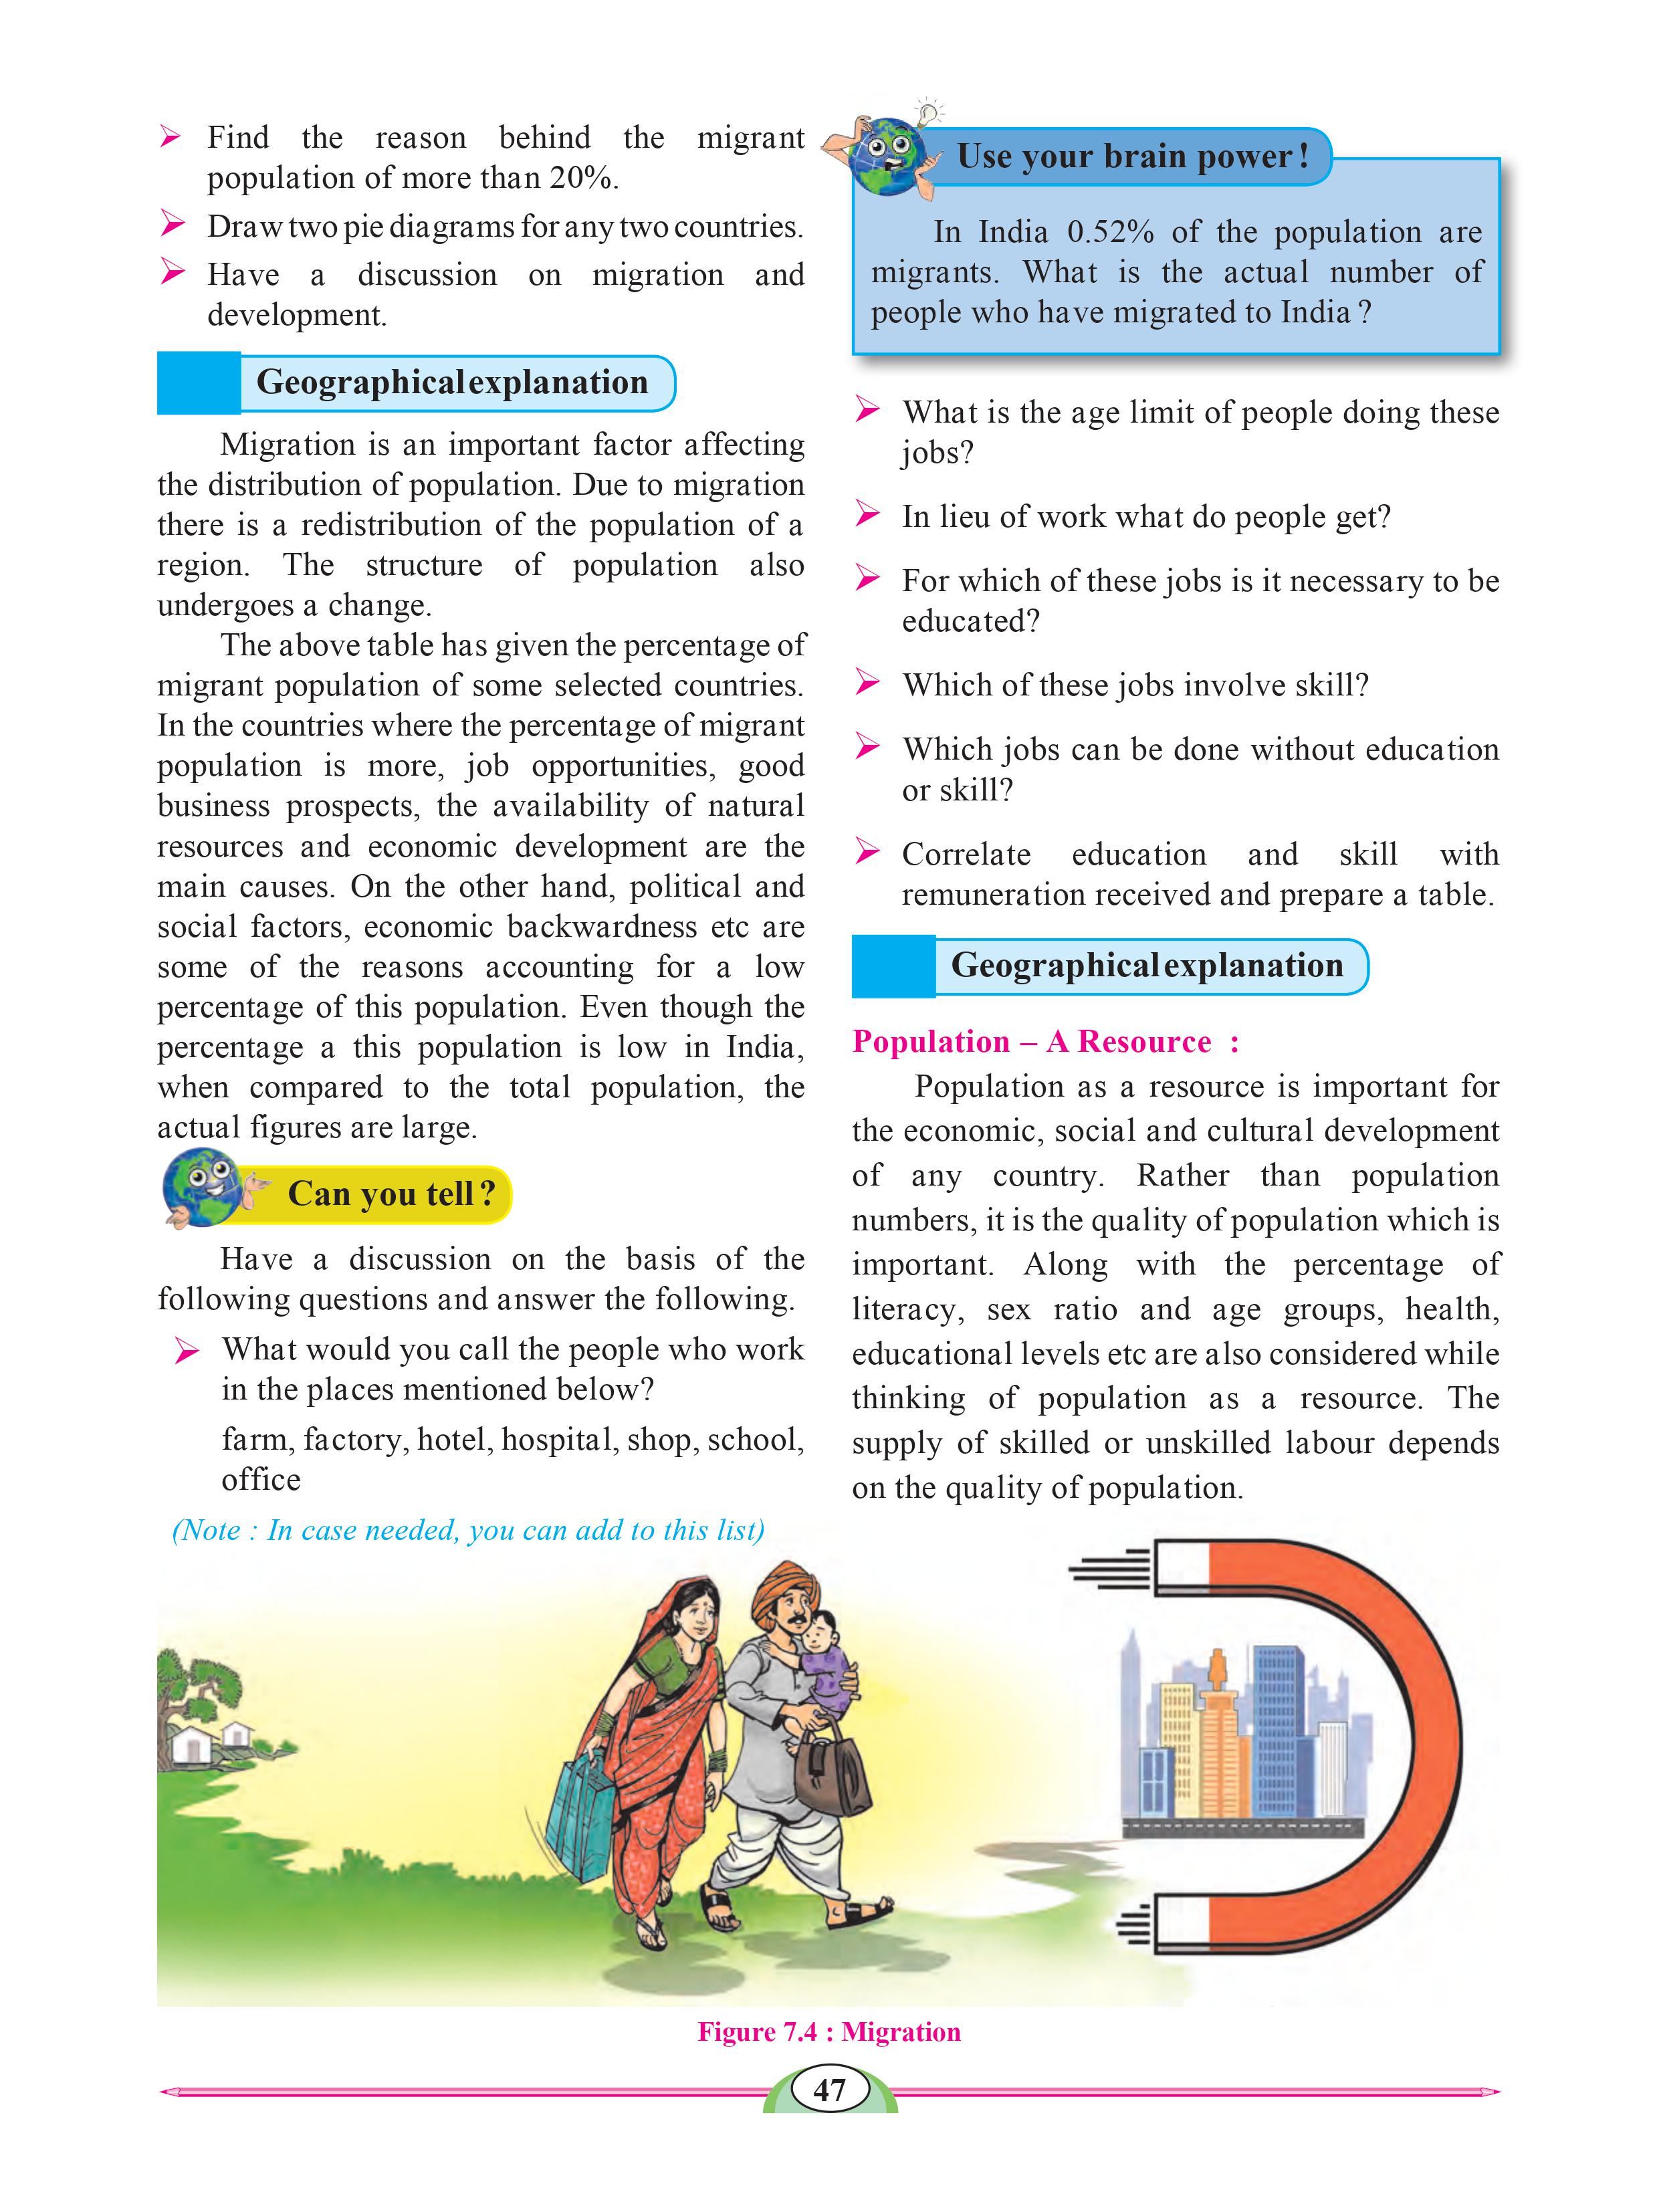 Find the reason behind the migrant
population of more than 20%.
Draw two pie diagrams for any two countries.
Have a discussion on migration and
development.
Geographical explanation
Migration is an important factor affecting
the distribution of population. Due to migration
there is a redistribution of the population of a
region. The structure of population also
undergoes a change.
The above table has given the percentage of
migrant population of some selected countries.
In the countries where the percentage of migrant
population is more, job opportunities, good
business prospects, the availability of natural
resources and economic development are the
main causes. On the other hand, political and
social factors, economic backwardness etc are
some of the reasons accounting for a low
percentage of this population. Even though the
percentage a this population is low in India,
when compared to the total population, the
actual figures are large.
Can you tell ?
Have a discussion on the basis of the
following questions and answer the following.
What would you call the people who work
in the places mentioned below?
farm, factory, hotel, hospital, shop, school,
office
(Note : In case needed, you can add to this list)
Use your brain power !
In India 0.52% of the population are
migrants. What is the actual number of
people who have migrated to India ?
What is the age limit of people doing these
jobs?
In lieu of work what do people get?
For which of these jobs is it necessary to be
educated?
Which of these jobs involve skill?
Which jobs can be done without education
or skill?
Correlate education and skill with
remuneration received and prepare a table.
Geographical explanation
Population – A Resource :
Population as a resource is important for
the economic, social and cultural development
of any country. Rather than population
numbers, it is the quality of population which is
important. Along with the percentage of
literacy, sex ratio and age groups, health,
educational levels etc are also considered while
thinking of population as a resource. The
supply of skilled or unskilled labour depends
on the quality of population.
Figure 7.4 : Migration
47